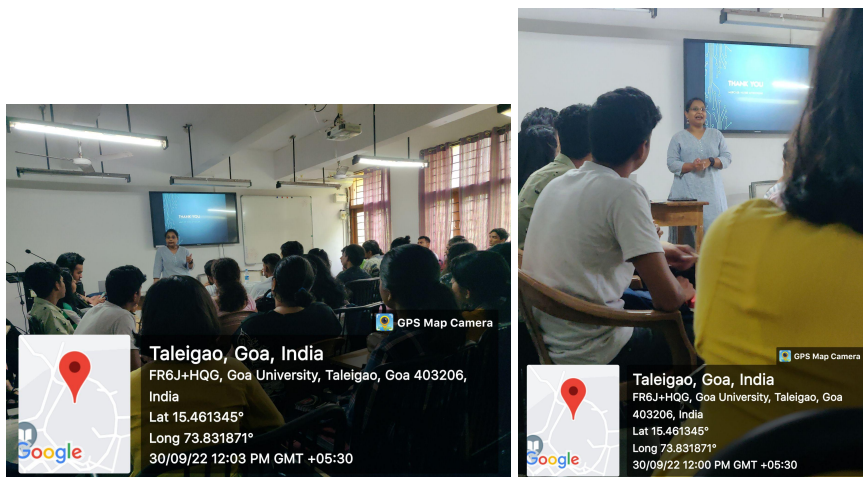 THANK YOU
GPS Map Camera
Taleigao, Goa, India
FR6J+HQG, Goa University, Taleigao, Goa 403206,
India
Lat 15.461345°
Long 73.831871°
30/09/22 12:03 PM GMT +05:30
Google
THANK YOU
GPS Map Camera
Taleigao, Goa, India
FR6J+HQG, Goa University, Taleigao, Goa
403206, India
Lat 15.461345°
Long 73.831871°
30/09/22 12:00 PM GMT +05:30
Google